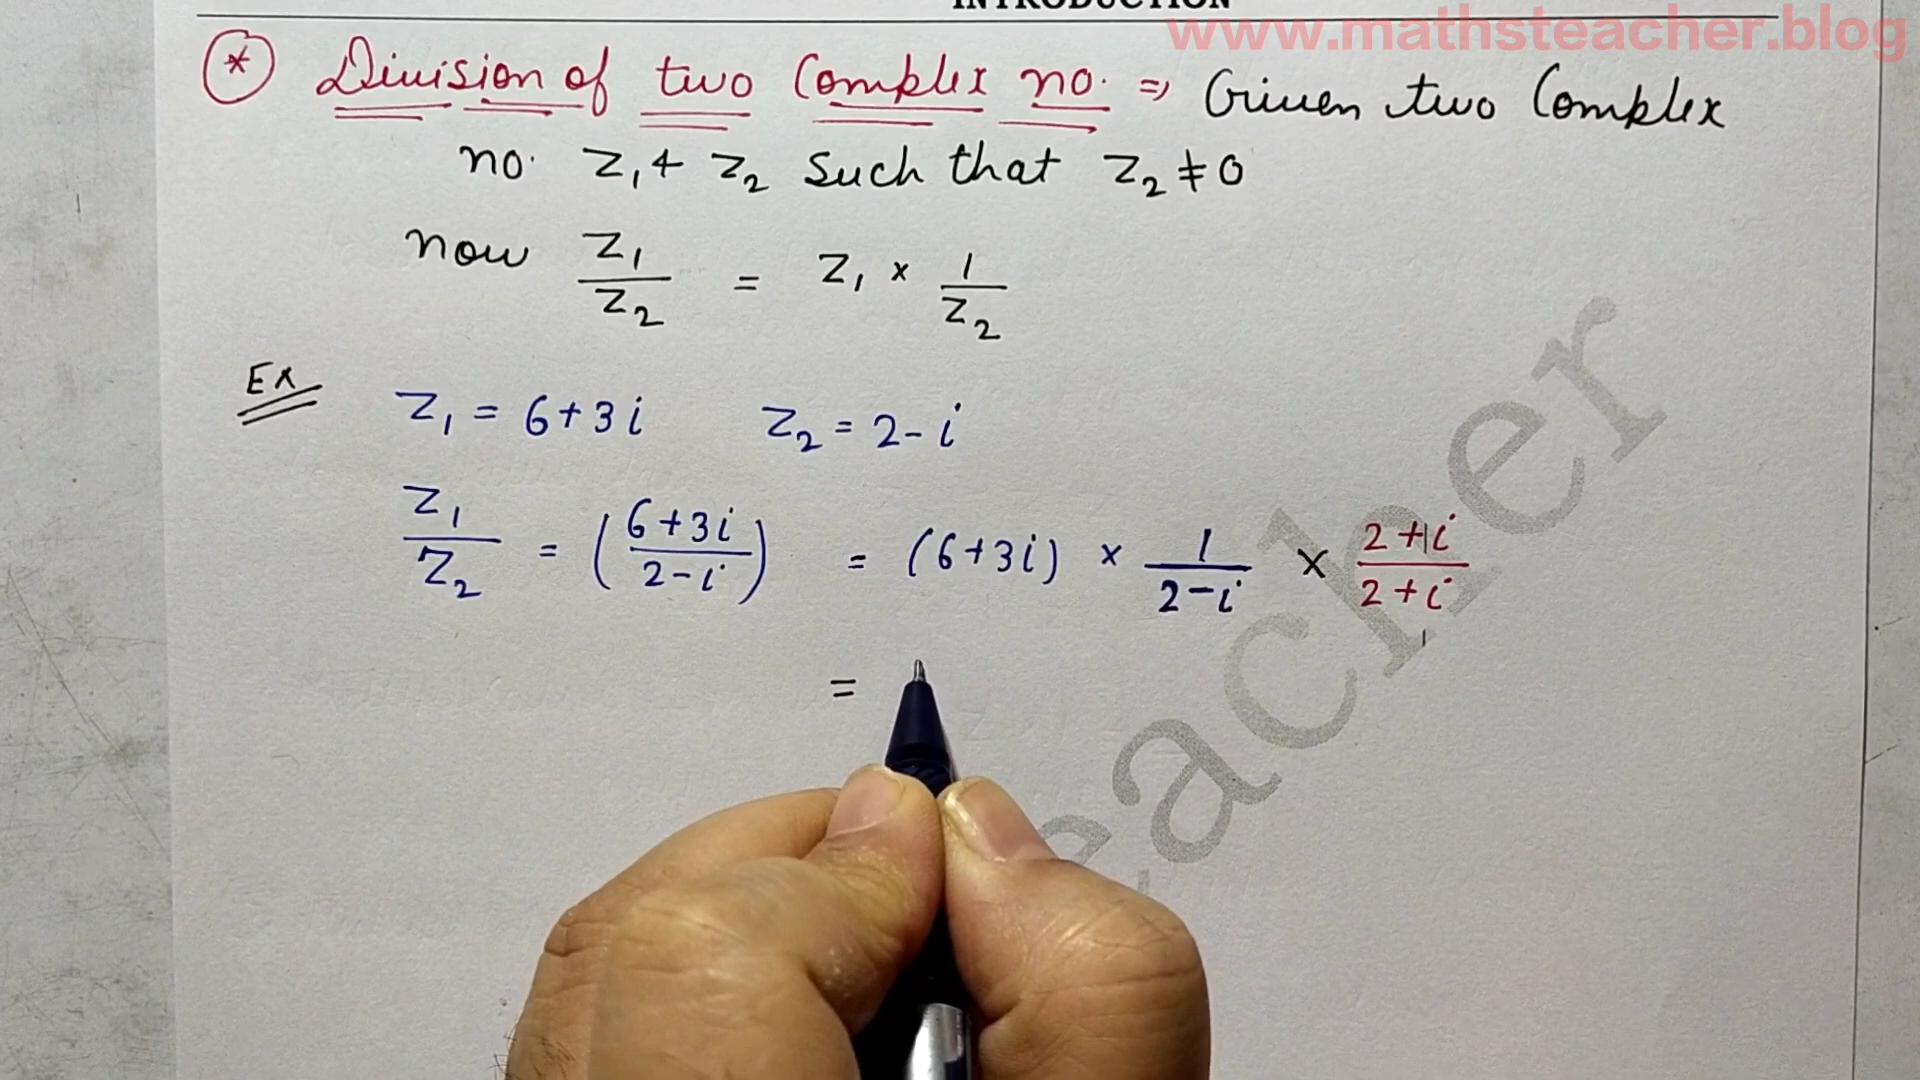 INTRODUCTION
www.mathsteacher.blog
* Division of two Complex no. ⇒ Given two Complex
no. Z₁ & Z₂ such that Z₂ ≠ 0
now Z₁/Z₂ = Z₁ × 1/Z₂
Ex Z₁ = 6+3i Z₂ = 2-i
Z₁/Z₂ = ((6+3i)/(2-i)) = (6+3i) × 1/(2-i) × (2+i)/(2+i)
=
eacher